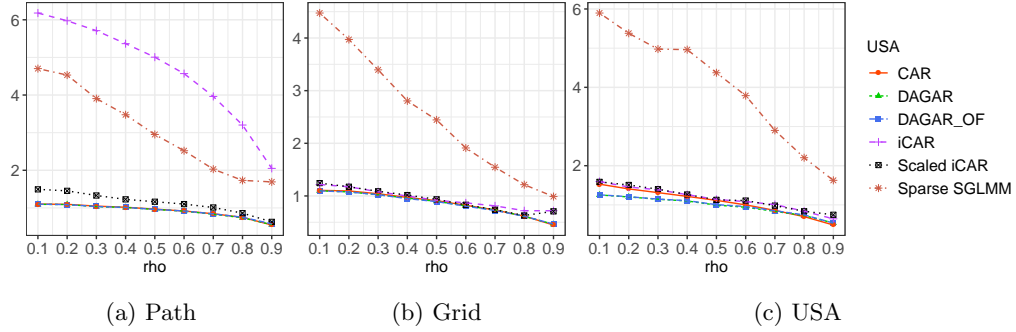 6
4
2
0.1 0.2 0.3 0.4 0.5 0.6 0.7 0.8 0.9
rho
(a) Path
4
3
2
1
0.1 0.2 0.3 0.4 0.5 0.6 0.7 0.8 0.9
rho
(b) Grid
6
4
2
0.1 0.2 0.3 0.4 0.5 0.6 0.7 0.8 0.9
rho
(c) USA
USA
CAR
DAGAR
DAGAR_OF
iCAR
Scaled iCAR
Sparse SGLMM